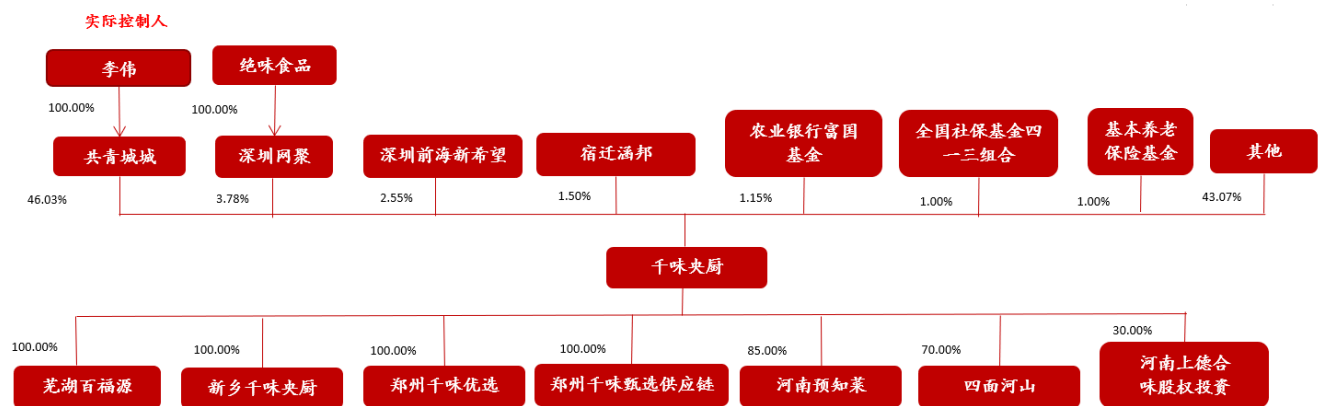 实际控制人
李伟
绝味食品
100.00%
100.00%
共青城城
深圳网聚
深圳前海新希望
宿迁涵邦
农业银行富国
基金
全国社保基金四
一三组合
基本养老
保险基金
其他
46.03%
3.78%
2.55%
1.50%
1.15%
1.00%
1.00%
43.07%
千味央厨
100.00%
100.00%
100.00%
100.00%
85.00%
70.00%
30.00%
芜湖百福源
新乡千味央厨
郑州千味优选
郑州千味甄选供应链
河南预知菜
四面河山
河南上德合
味股权投资